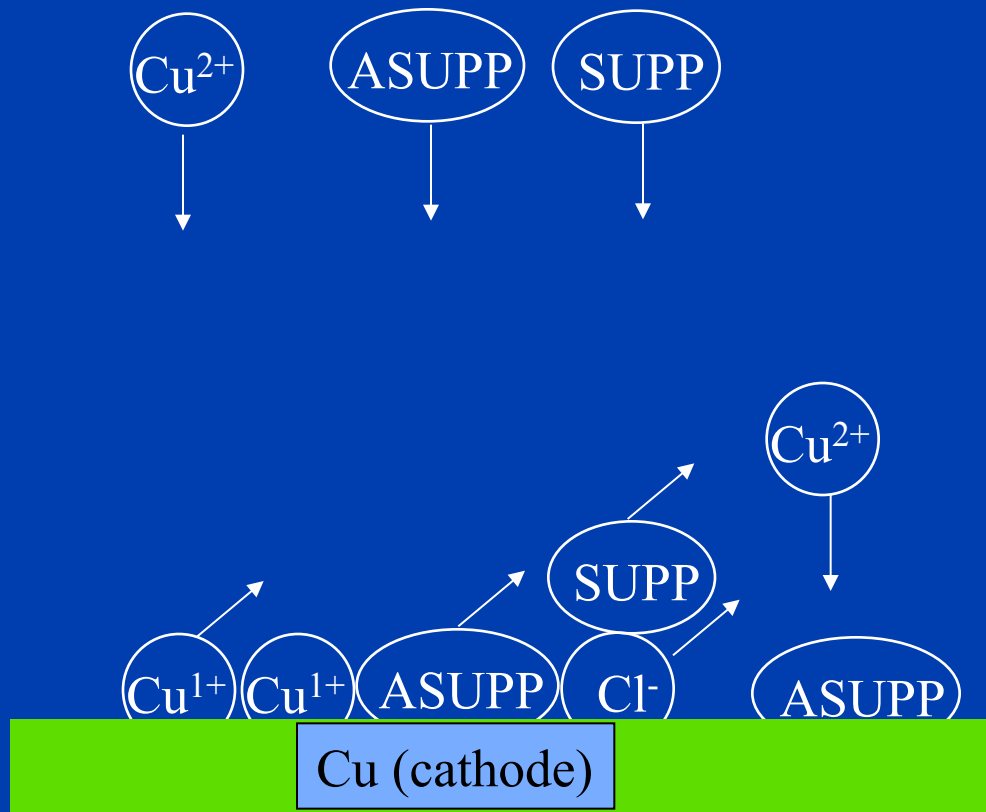 Cu²⁺ ASUPP SUPP
Cu²⁺
SUPP
Cu¹⁺ Cu¹⁺ ASUPP Cl⁻ ASUPP
Cu (cathode)